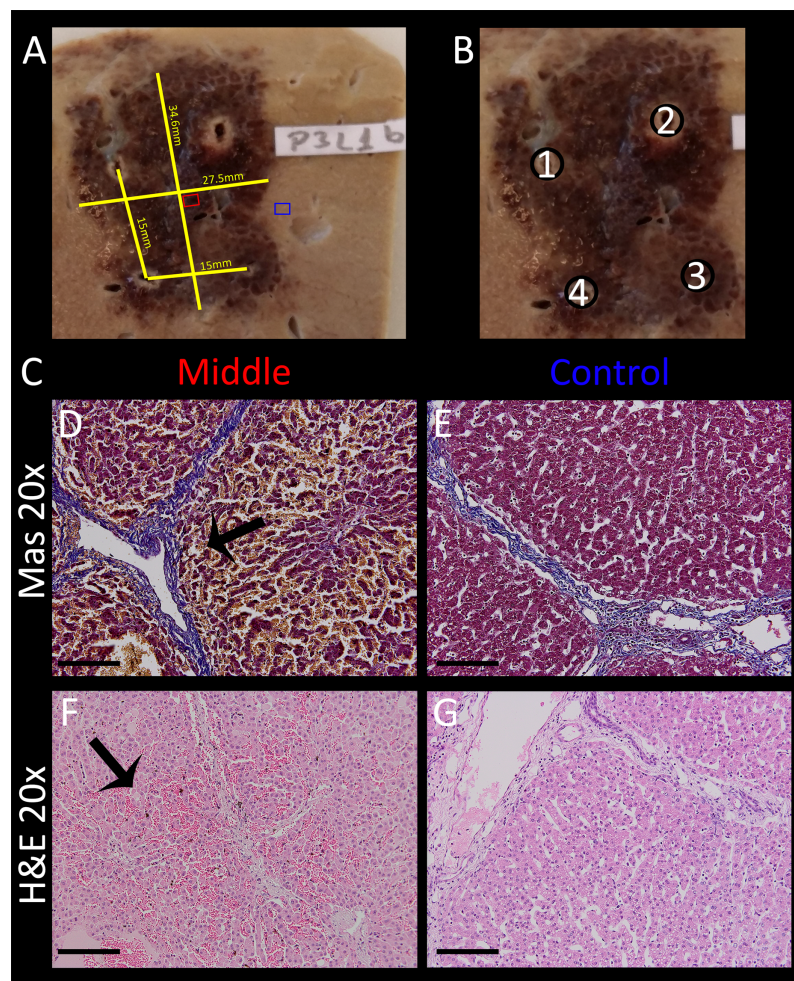 A
B
34.6mm
P3L1b
27.5mm
15mm
15mm
1
2
3
4
C
Middle
Control
Mas 20x
D
E
H&E 20x
F
G